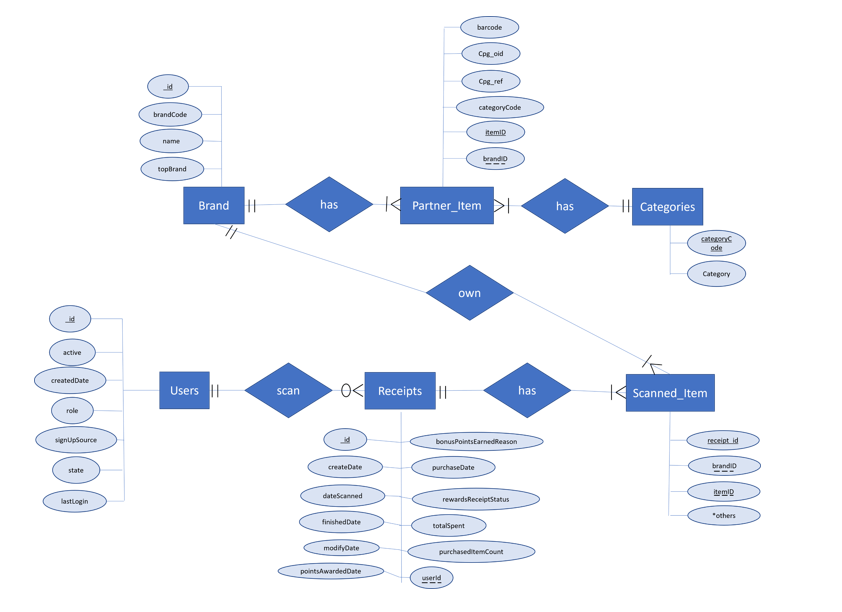 barcode
Cpg_oid
Cpg_ref
categoryCode
itemID
brandID
_id
brandCode
name
topBrand
Brand
has
Partner_Item
has
Categories
categoryC
ode
Category
own
_id
active
createdDate
role
signUpSource
state
lastLogin
Users
scan
Receipts
has
Scanned_Item
_id
createDate
dateScanned
finishedDate
modifyDate
pointsAwardedDate
bonusPointsEarnedReason
purchaseDate
rewardsReceiptStatus
totalSpent
purchasedItemCount
userId
receipt_id
brandID
itemID
*others